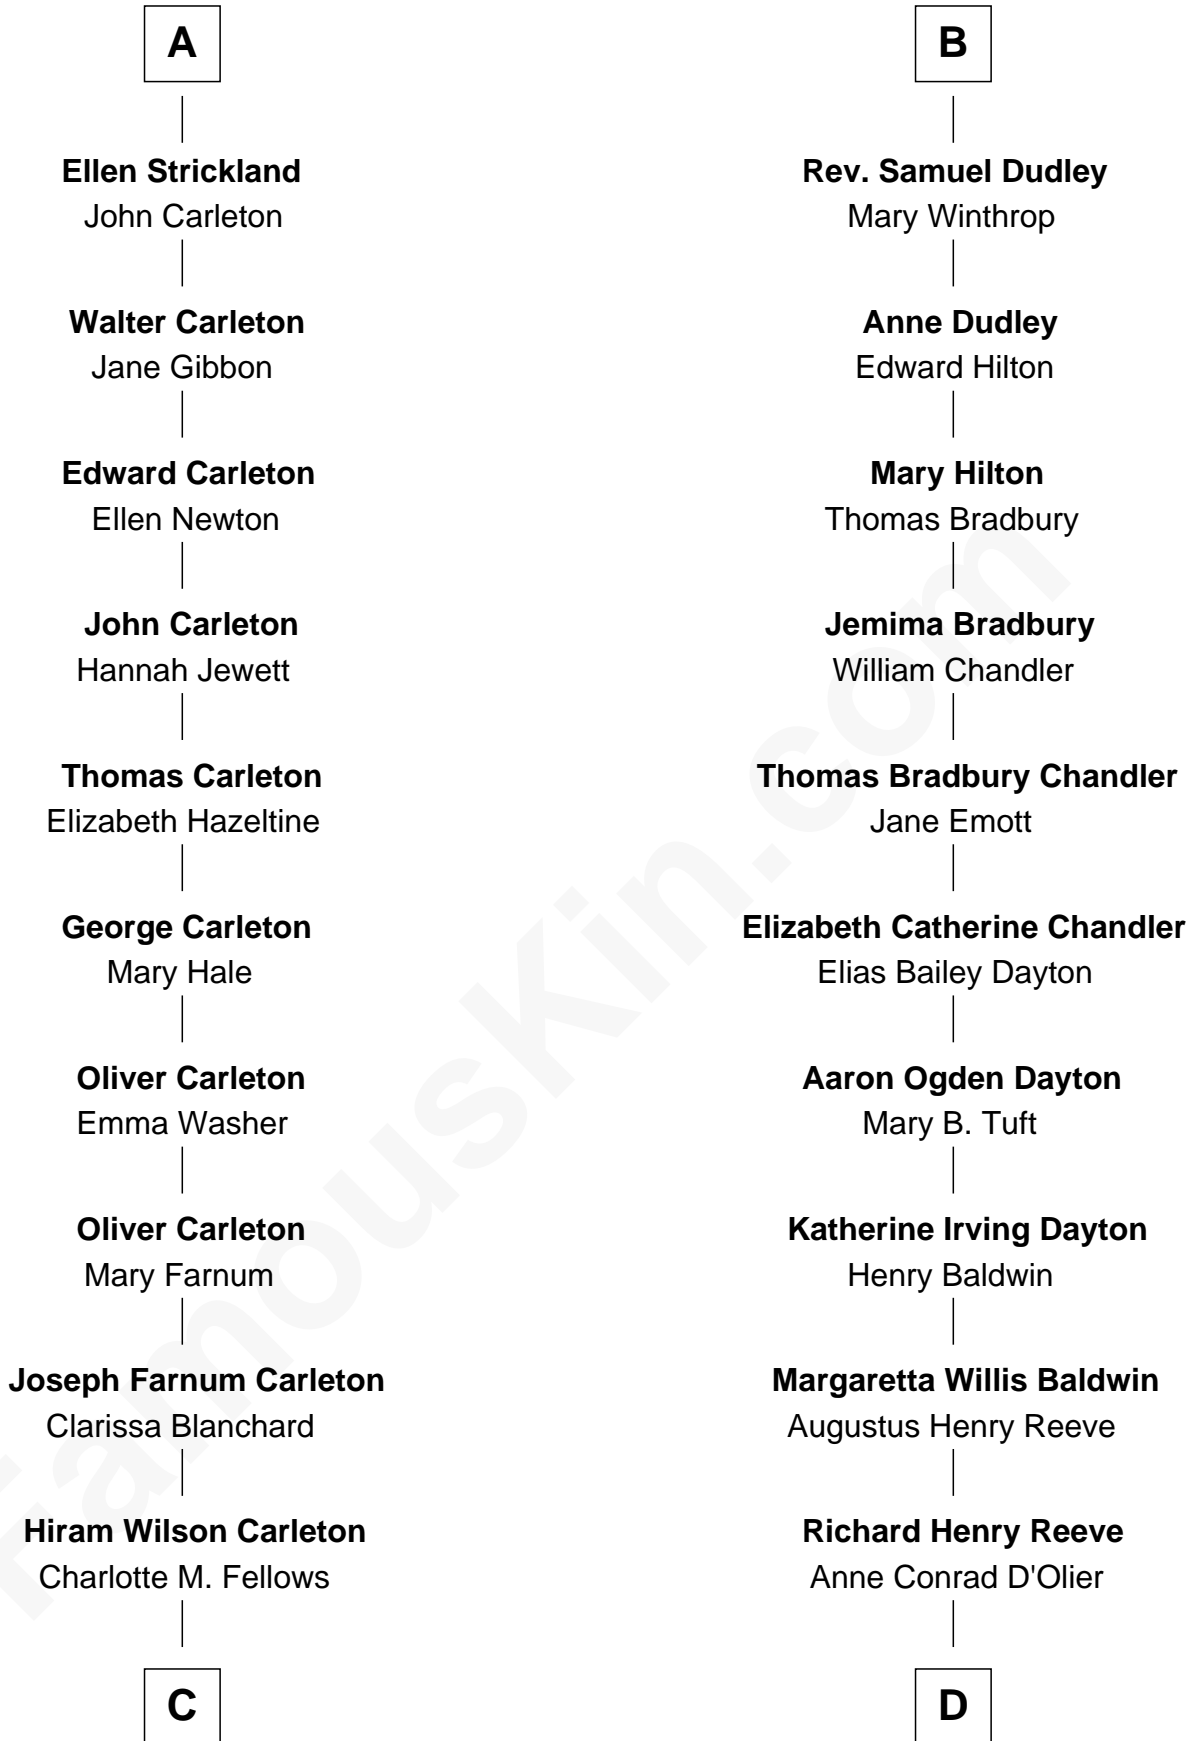 A
Ellen Strickland
John Carleton
Walter Carleton
Jane Gibbon
Edward Carleton
Ellen Newton
John Carleton
Hannah Jewett
Thomas Carleton
Elizabeth Hazeltine
George Carleton
Mary Hale
Oliver Carleton
Emma Washer
Oliver Carleton
Mary Farnum
Joseph Farnum Carleton
Clarissa Blanchard
Hiram Wilson Carleton
Charlotte M. Fellows
C
B
Rev. Samuel Dudley
Mary Winthrop
Anne Dudley
Edward Hilton
Mary Hilton
Thomas Bradbury
Jemima Bradbury
William Chandler
Thomas Bradbury Chandler
Jane Emott
Elizabeth Catherine Chandler
Elias Bailey Dayton
Aaron Ogden Dayton
Mary B. Tuft
Katherine Irving Dayton
Henry Baldwin
Margaretta Willis Baldwin
Augustus Henry Reeve
Richard Henry Reeve
Anne Conrad D'Olier
D
FamousKin.com